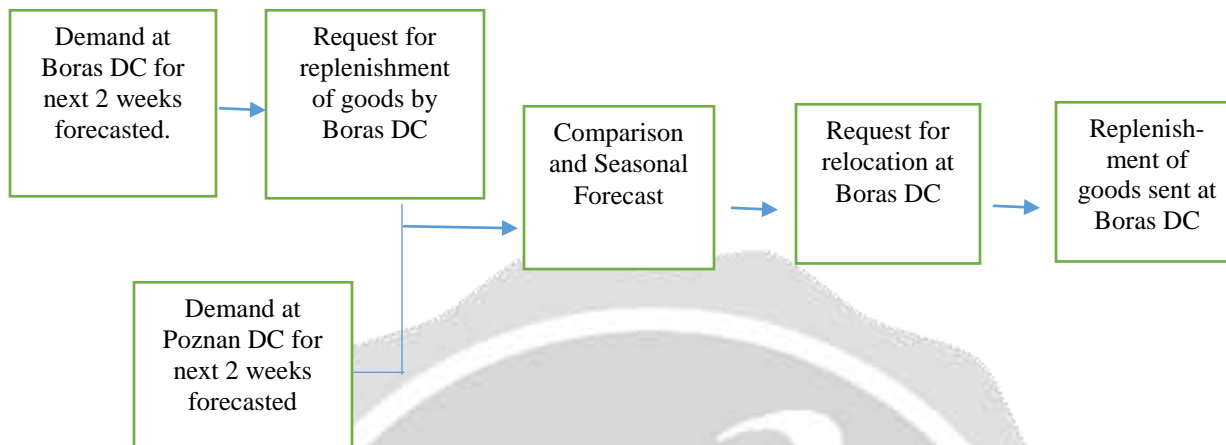 Demand at
Boras DC for
next 2 weeks
forecasted.
Request for
replenishment
of goods by
Boras DC
Comparison
and Seasonal
Forecast
Request for
relocation at
Boras DC
Replenish-
ment of
goods sent at
Boras DC
Demand at
Poznan DC for
next 2 weeks
forecasted